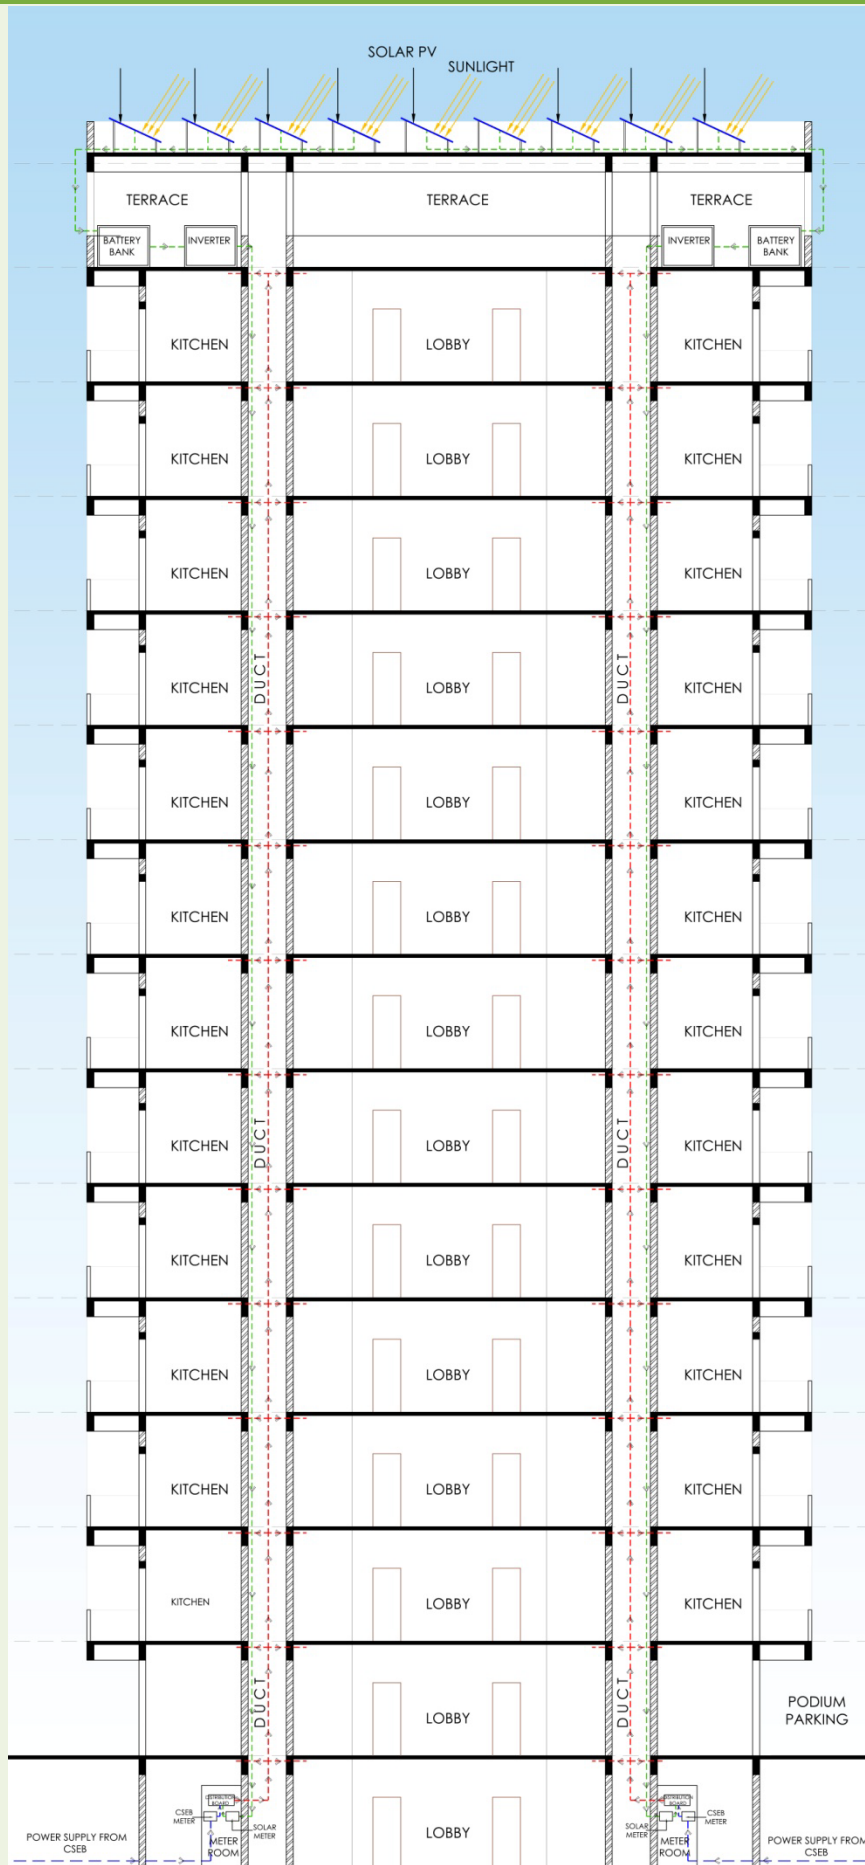 SOLAR PV
SUNLIGHT
TERRACE TERRACE TERRACE
BATTERY
BANK
INVERTER
INVERTER
BATTERY
BANK
KITCHEN LOBBY KITCHEN
KITCHEN LOBBY KITCHEN
KITCHEN LOBBY KITCHEN
DUCT DUCT
KITCHEN LOBBY KITCHEN
KITCHEN LOBBY KITCHEN
KITCHEN LOBBY KITCHEN
KITCHEN LOBBY KITCHEN
DUCT DUCT
KITCHEN LOBBY KITCHEN
KITCHEN LOBBY KITCHEN
KITCHEN LOBBY KITCHEN
KITCHEN LOBBY KITCHEN
KITCHEN LOBBY KITCHEN
DUCT DUCT
LOBBY
PODIUM
PARKING
DISTRIBUTION
BOARD
CSEB
METER
SOLAR
METER
METER
ROOM
POWER SUPPLY FROM
CSEB
LOBBY
DISTRIBUTION
BOARD
SOLAR
METER
CSEB
METER
METER
ROOM
POWER SUPPLY FROM
CSEB